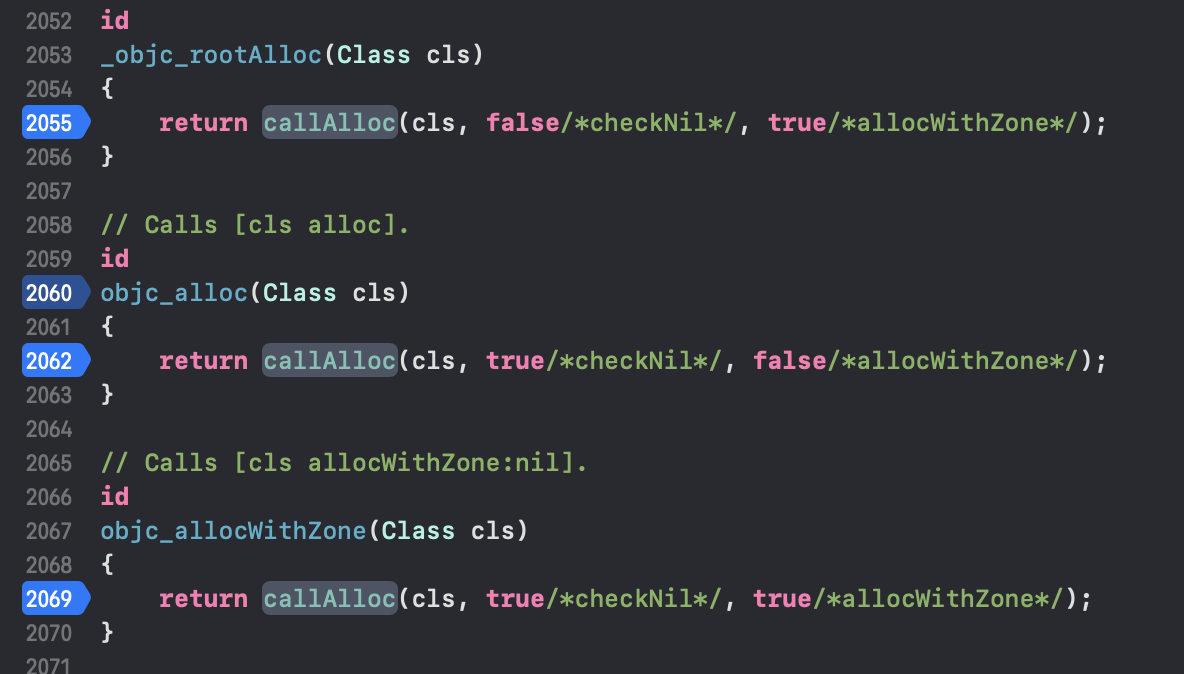 2052 id
2053 _objc_rootAlloc(Class cls)
2054 {
2055     return callAlloc(cls, false/*checkNil*/, true/*allocWithZone*/);
2056 }
2057
2058 // Calls [cls alloc].
2059 id
2060 objc_alloc(Class cls)
2061 {
2062     return callAlloc(cls, true/*checkNil*/, false/*allocWithZone*/);
2063 }
2064
2065 // Calls [cls allocWithZone:nil].
2066 id
2067 objc_allocWithZone(Class cls)
2068 {
2069     return callAlloc(cls, true/*checkNil*/, true/*allocWithZone*/);
2070 }
2071